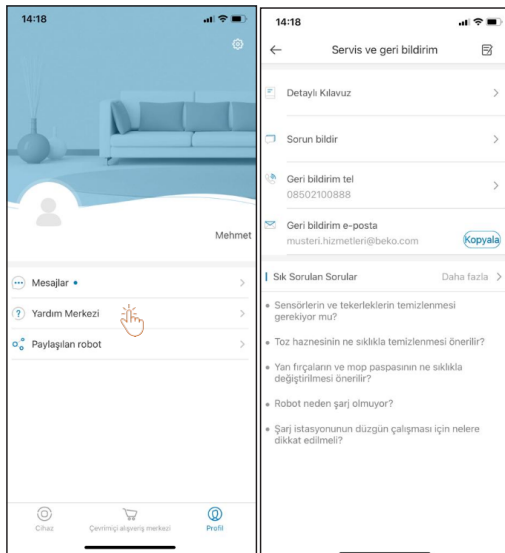 14:18
Mehmet
Mesajlar
Yardım Merkezi
Paylaşılan robot
Cihaz
Çevrimiçi alışveriş merkezi
Profil
14:18
Servis ve geri bildirim
Detaylı Kılavuz
Sorun bildir
Geri bildirim tel
08502100888
Geri bildirim e-posta
musteri.hizmetleri@beko.com
Kopyala
Sık Sorulan Sorular
Daha fazla
Sensörlerin ve tekerleklerin temizlenmesi
gerekiyor mu?
Toz haznesinin ne sıklıkla temizlenmesi önerilir?
Yan fırçaların ve mop paspasının ne sıklıkla
değiştirilmesi önerilir?
Robot neden şarj olmuyor?
Şarj istasyonunun düzgün çalışması için nelere
dikkat edilmeli?